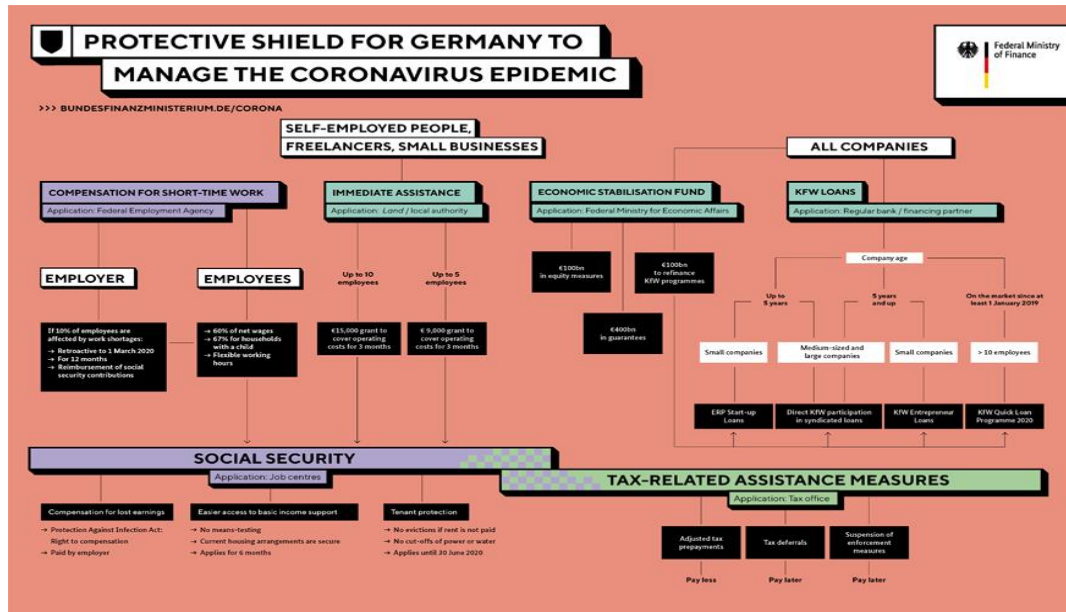 PROTECTIVE SHIELD FOR GERMANY TO
MANAGE THE CORONAVIRUS EPIDEMIC
Federal Ministry
of Finance
>>> BUNDESFINANZMINISTERIUM.DE/CORONA
SELF-EMPLOYED PEOPLE,
FREELANCERS, SMALL BUSINESSES
ALL COMPANIES
COMPENSATION FOR SHORT-TIME WORK
Application: Federal Employment Agency
IMMEDIATE ASSISTANCE
Application: Land / local authority
ECONOMIC STABILISATION FUND
Application: Federal Ministry for Economic Affairs
KFW LOANS
Application: Regular bank / financing partner
EMPLOYER
If 10% of employees are
affected by work shortages:
→ Retroactive to 1 March 2020
→ For 12 months
→ Reimbursement of social
security contributions
EMPLOYEES
→ 60% of net wages
→ 67% for households
with a child
→ Flexible working
hours
Up to 10
employees
€15,000 grant to
cover operating
costs for 3 months
Up to 5
employees
€ 9,000 grant to
cover operating
costs for 3 months
€100bn
in equity measures
€400bn
in guarantees
€100bn
to refinance
KfW programmes
Company age
Up to
5 years
5 years
and up
On the market since at
least 1 January 2019
Small companies
Medium-sized and
large companies
Small companies
> 10 employees
ERP Start-up
Loans
Direct KfW participation
in syndicated loans
KfW Entrepreneur
Loans
KfW Quick Loan
Programme 2020
SOCIAL SECURITY
Application: Job centres
Compensation for lost earnings
→ Protection Against Infection Act:
Right to compensation
→ Paid by employer
Easier access to basic income support
→ No means-testing
→ Current housing arrangements are secure
→ Applies for 6 months
Tenant protection
→ No evictions if rent is not paid
→ No cut-offs of power or water
→ Applies until 30 June 2020
TAX-RELATED ASSISTANCE MEASURES
Application: Tax office
Adjusted tax
prepayments
Pay less
Tax deferrals
Pay later
Suspension of
enforcement
measures
Pay later